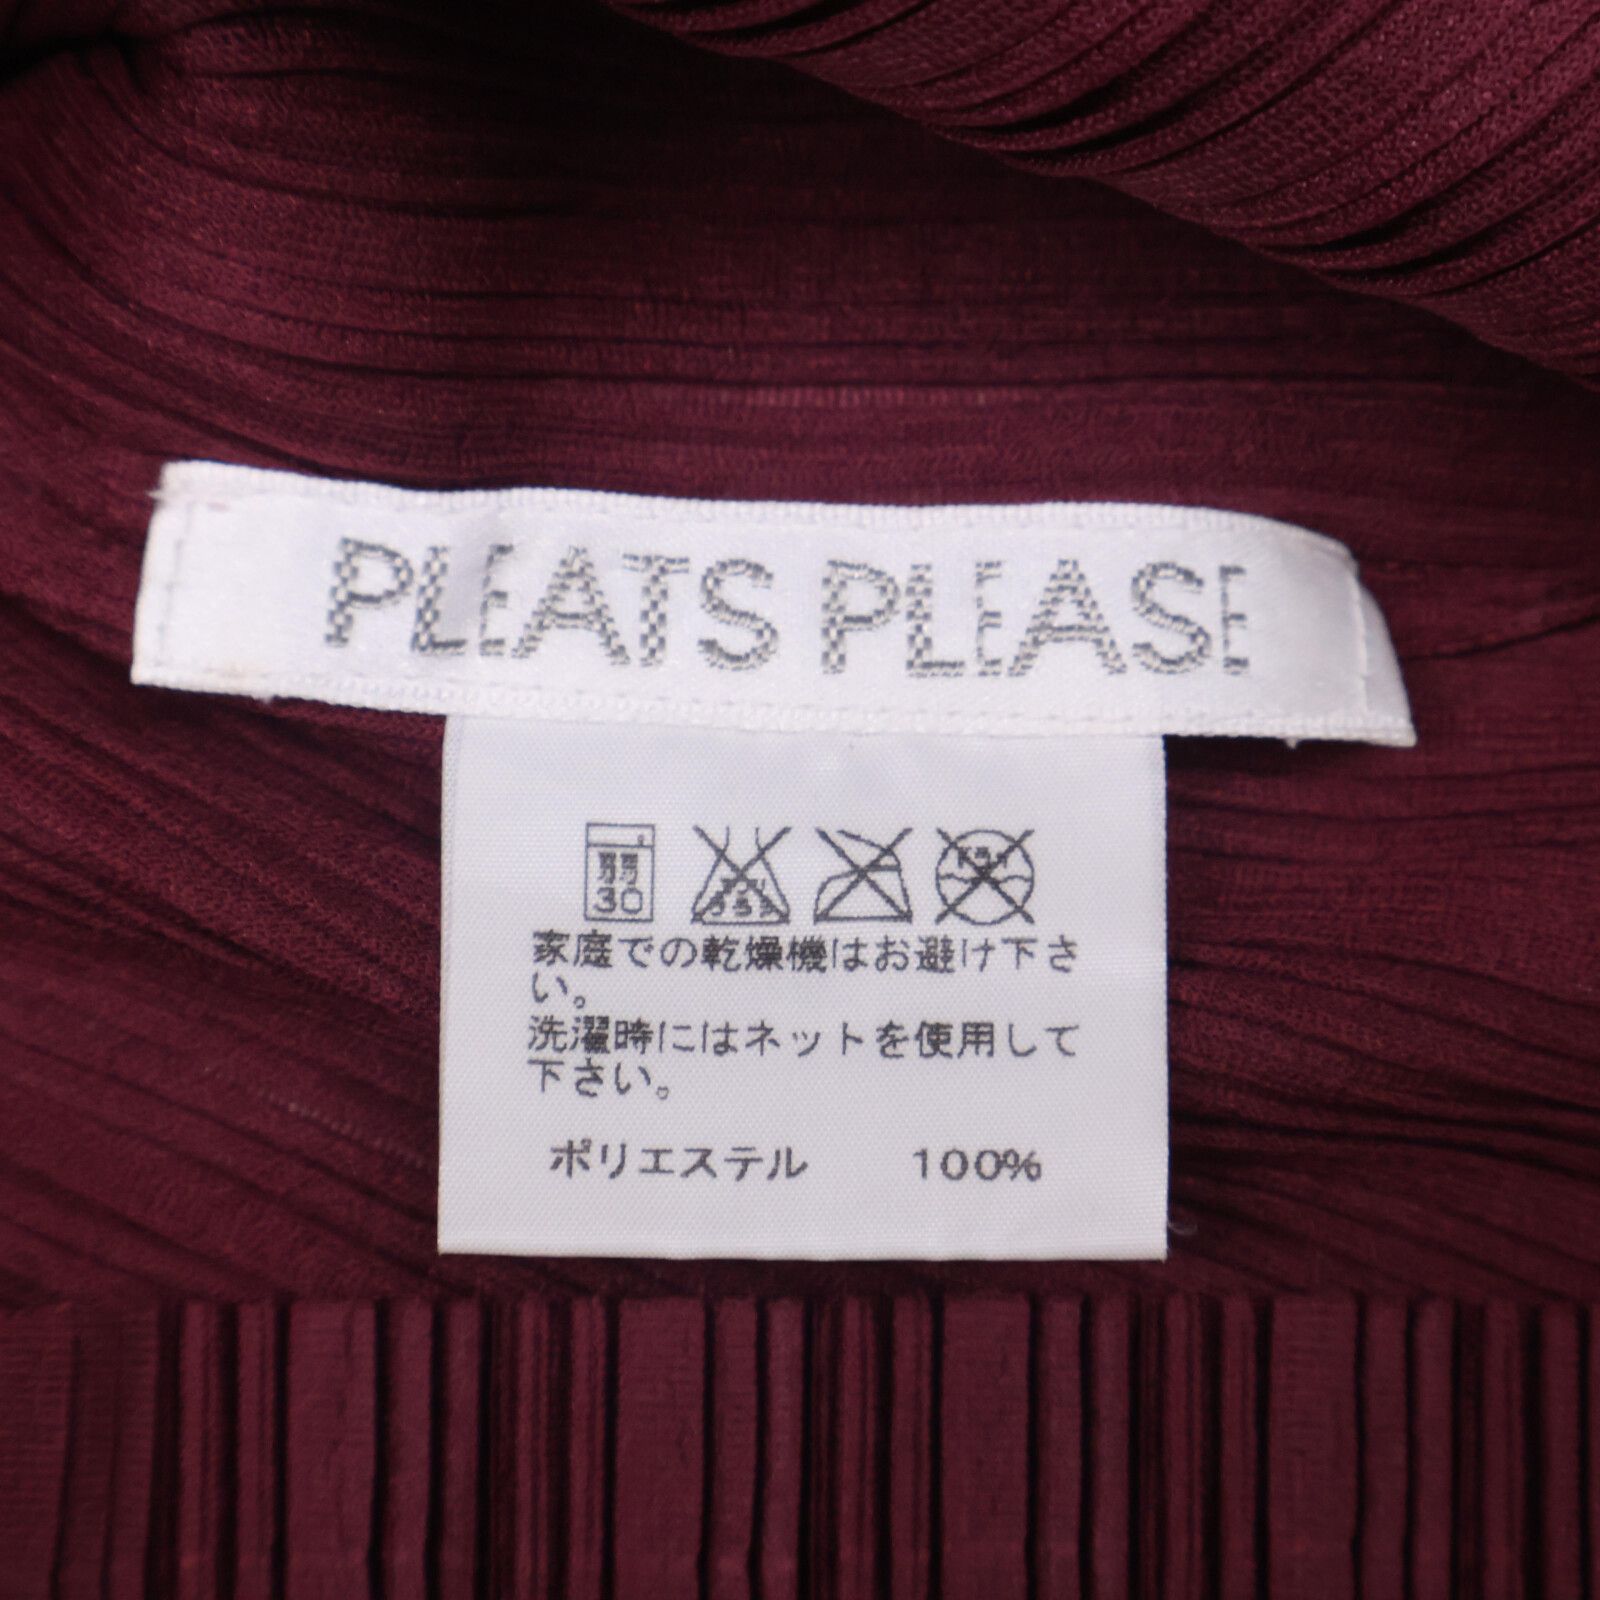 PLEATS PLEASE
弱 30
家庭での乾燥機はお避け下さ
い。
洗濯時にはネットを使用して
下さい。
ポリエステル 100%